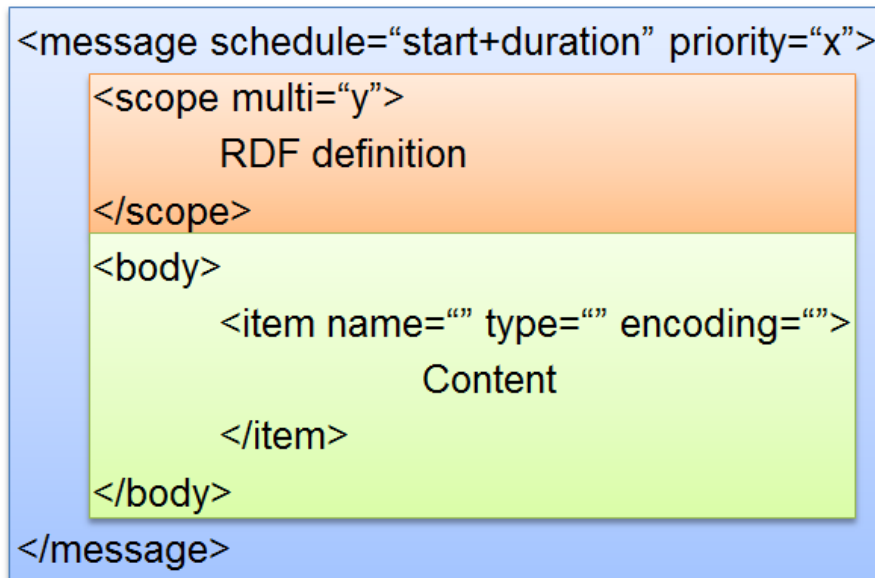 <message schedule=“start+duration” priority=“x”>
<scope multi=“y”>
RDF definition
</scope>
<body>
<item name=“” type=“” encoding=“”>
Content
</item>
</body>
</message>